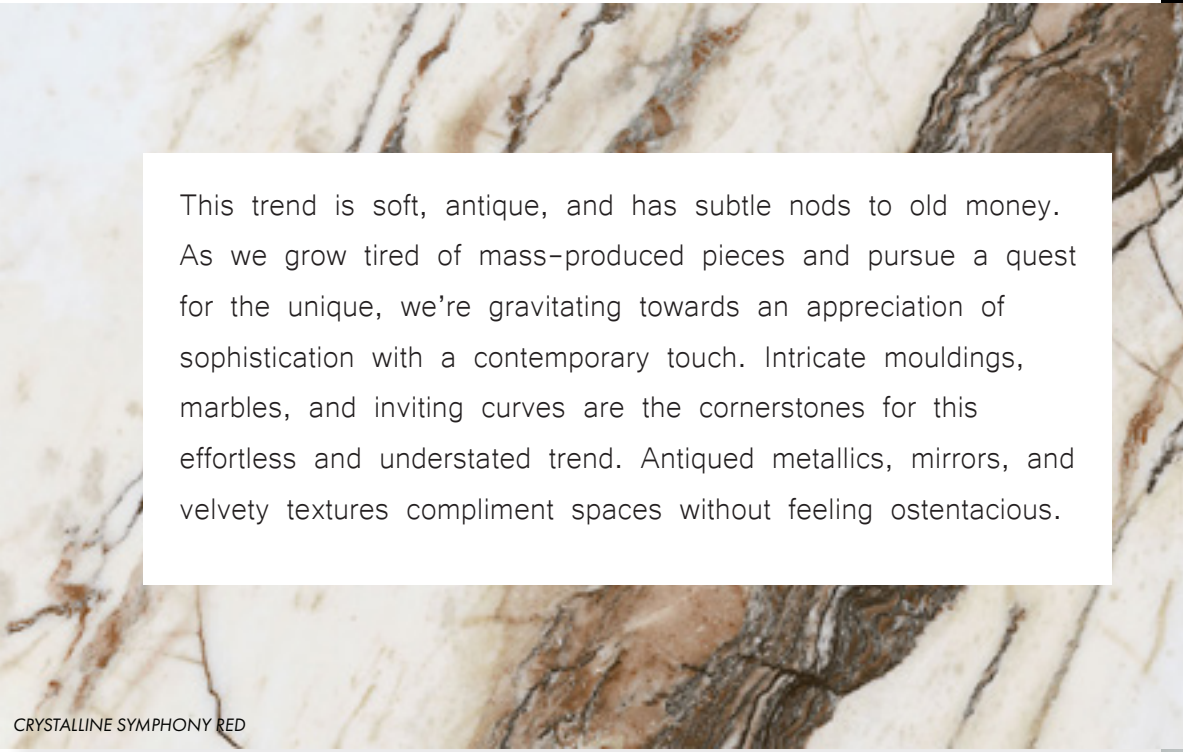 This trend is soft, antique, and has subtle nods to old money.
As we grow tired of mass-produced pieces and pursue a quest
for the unique, we're gravitating towards an appreciation of
sophistication with a contemporary touch. Intricate mouldings,
marbles, and inviting curves are the cornerstones for this
effortless and understated trend. Antiqued metallics, mirrors, and
velvety textures compliment spaces without feeling ostentacious.
CRYSTALLINE SYMPHONY RED